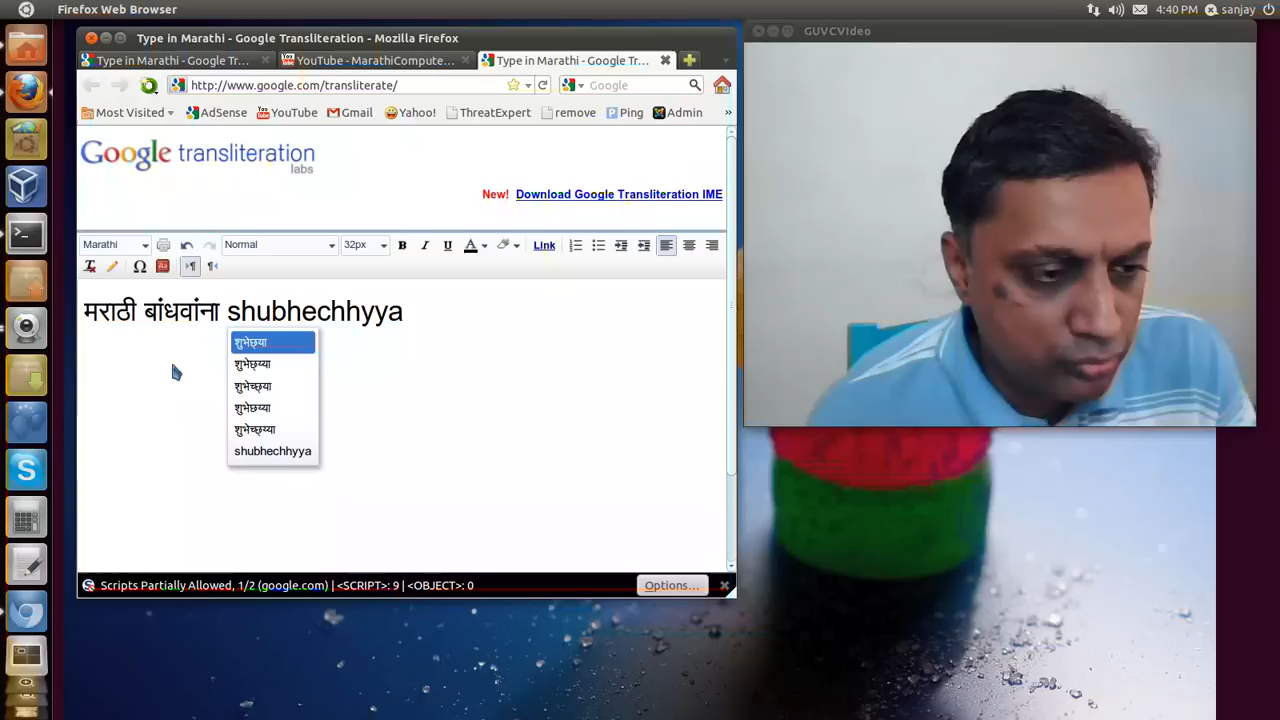 Firefox Web Browser
4:40 PM sanjay
Type in Marathi - Google Transliteration - Mozilla Firefox
GUVCVideo
Type in Marathi - Google Tr...
YouTube - MarathiCompute...
Type in Marathi - Google Tr...
http://www.google.com/transliterate/
Google
Most Visited
AdSense
YouTube
Gmail
Yahoo!
ThreatExpert
remove
Ping
Admin
»
Google transliteration
labs
New! Download Google Transliteration IME
Marathi
Normal
32px
B I U A Link
Ω
मराठी बांधवांना shubhechhyya
शुभेछ्या
शुभेछ्य्या
शुभेच्छ्या
शुभेछय्या
शुभेच्छ्य्या
shubhechhyya
Scripts Partially Allowed, 1/2 (google.com) | <SCRIPT>: 9 | <OBJECT>: 0
Options...